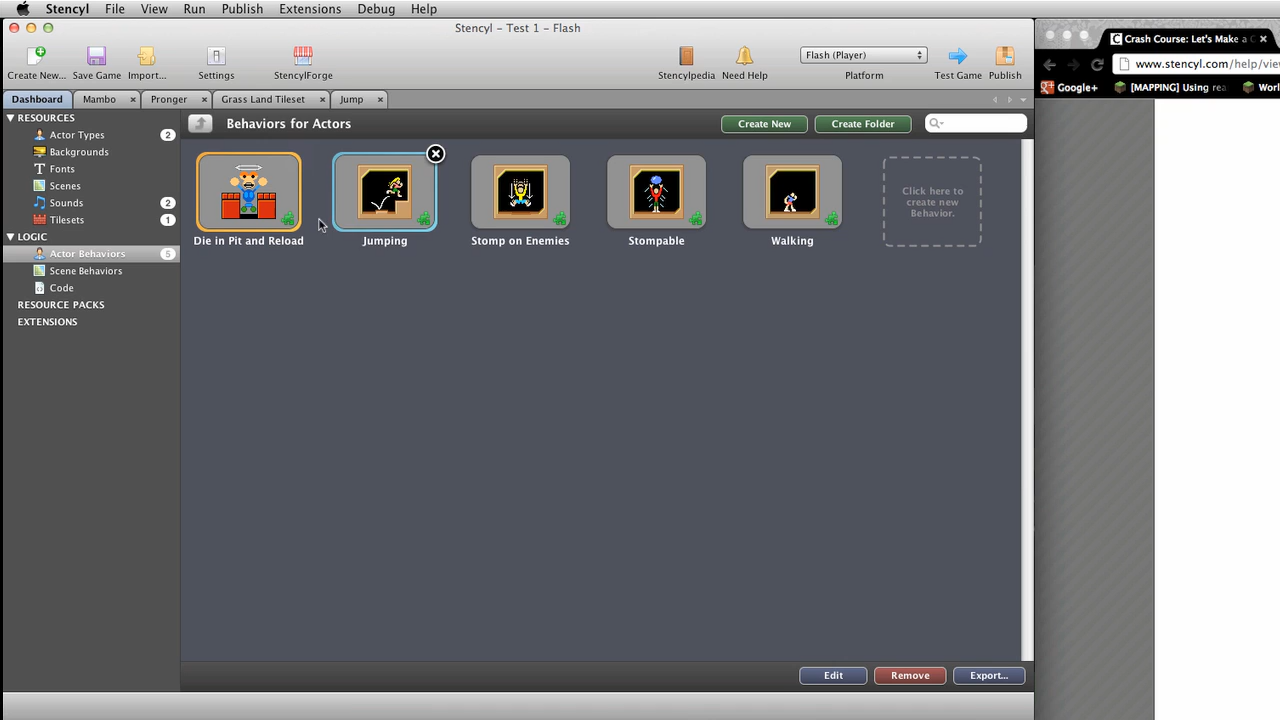 Stencyl File Edit View Run Publish Extensions Debug Help
Stencyl – Test 1 – Flash
Create New... Save Game Import... Settings StencylForge Stencylpedia Need Help Flash (Player) Platform Test Game Publish
Dashboard Mambo Pronger Grass Land Tileset Jump
RESOURCES
Actor Types 2
Backgrounds
Fonts
Scenes
Sounds 2
Tilesets 1
LOGIC
Actor Behaviors 5
Scene Behaviors
Code
RESOURCE PACKS
EXTENSIONS
Behaviors for Actors Create New Create Folder
Die in Pit and Reload Jumping Stomp on Enemies Stompable Walking
Click here to
create new
Behavior.
Edit Remove Export...
Crash Course: Let's Make a
www.stencyl.com/help/vie
Google+ [MAPPING] Using rea Worl